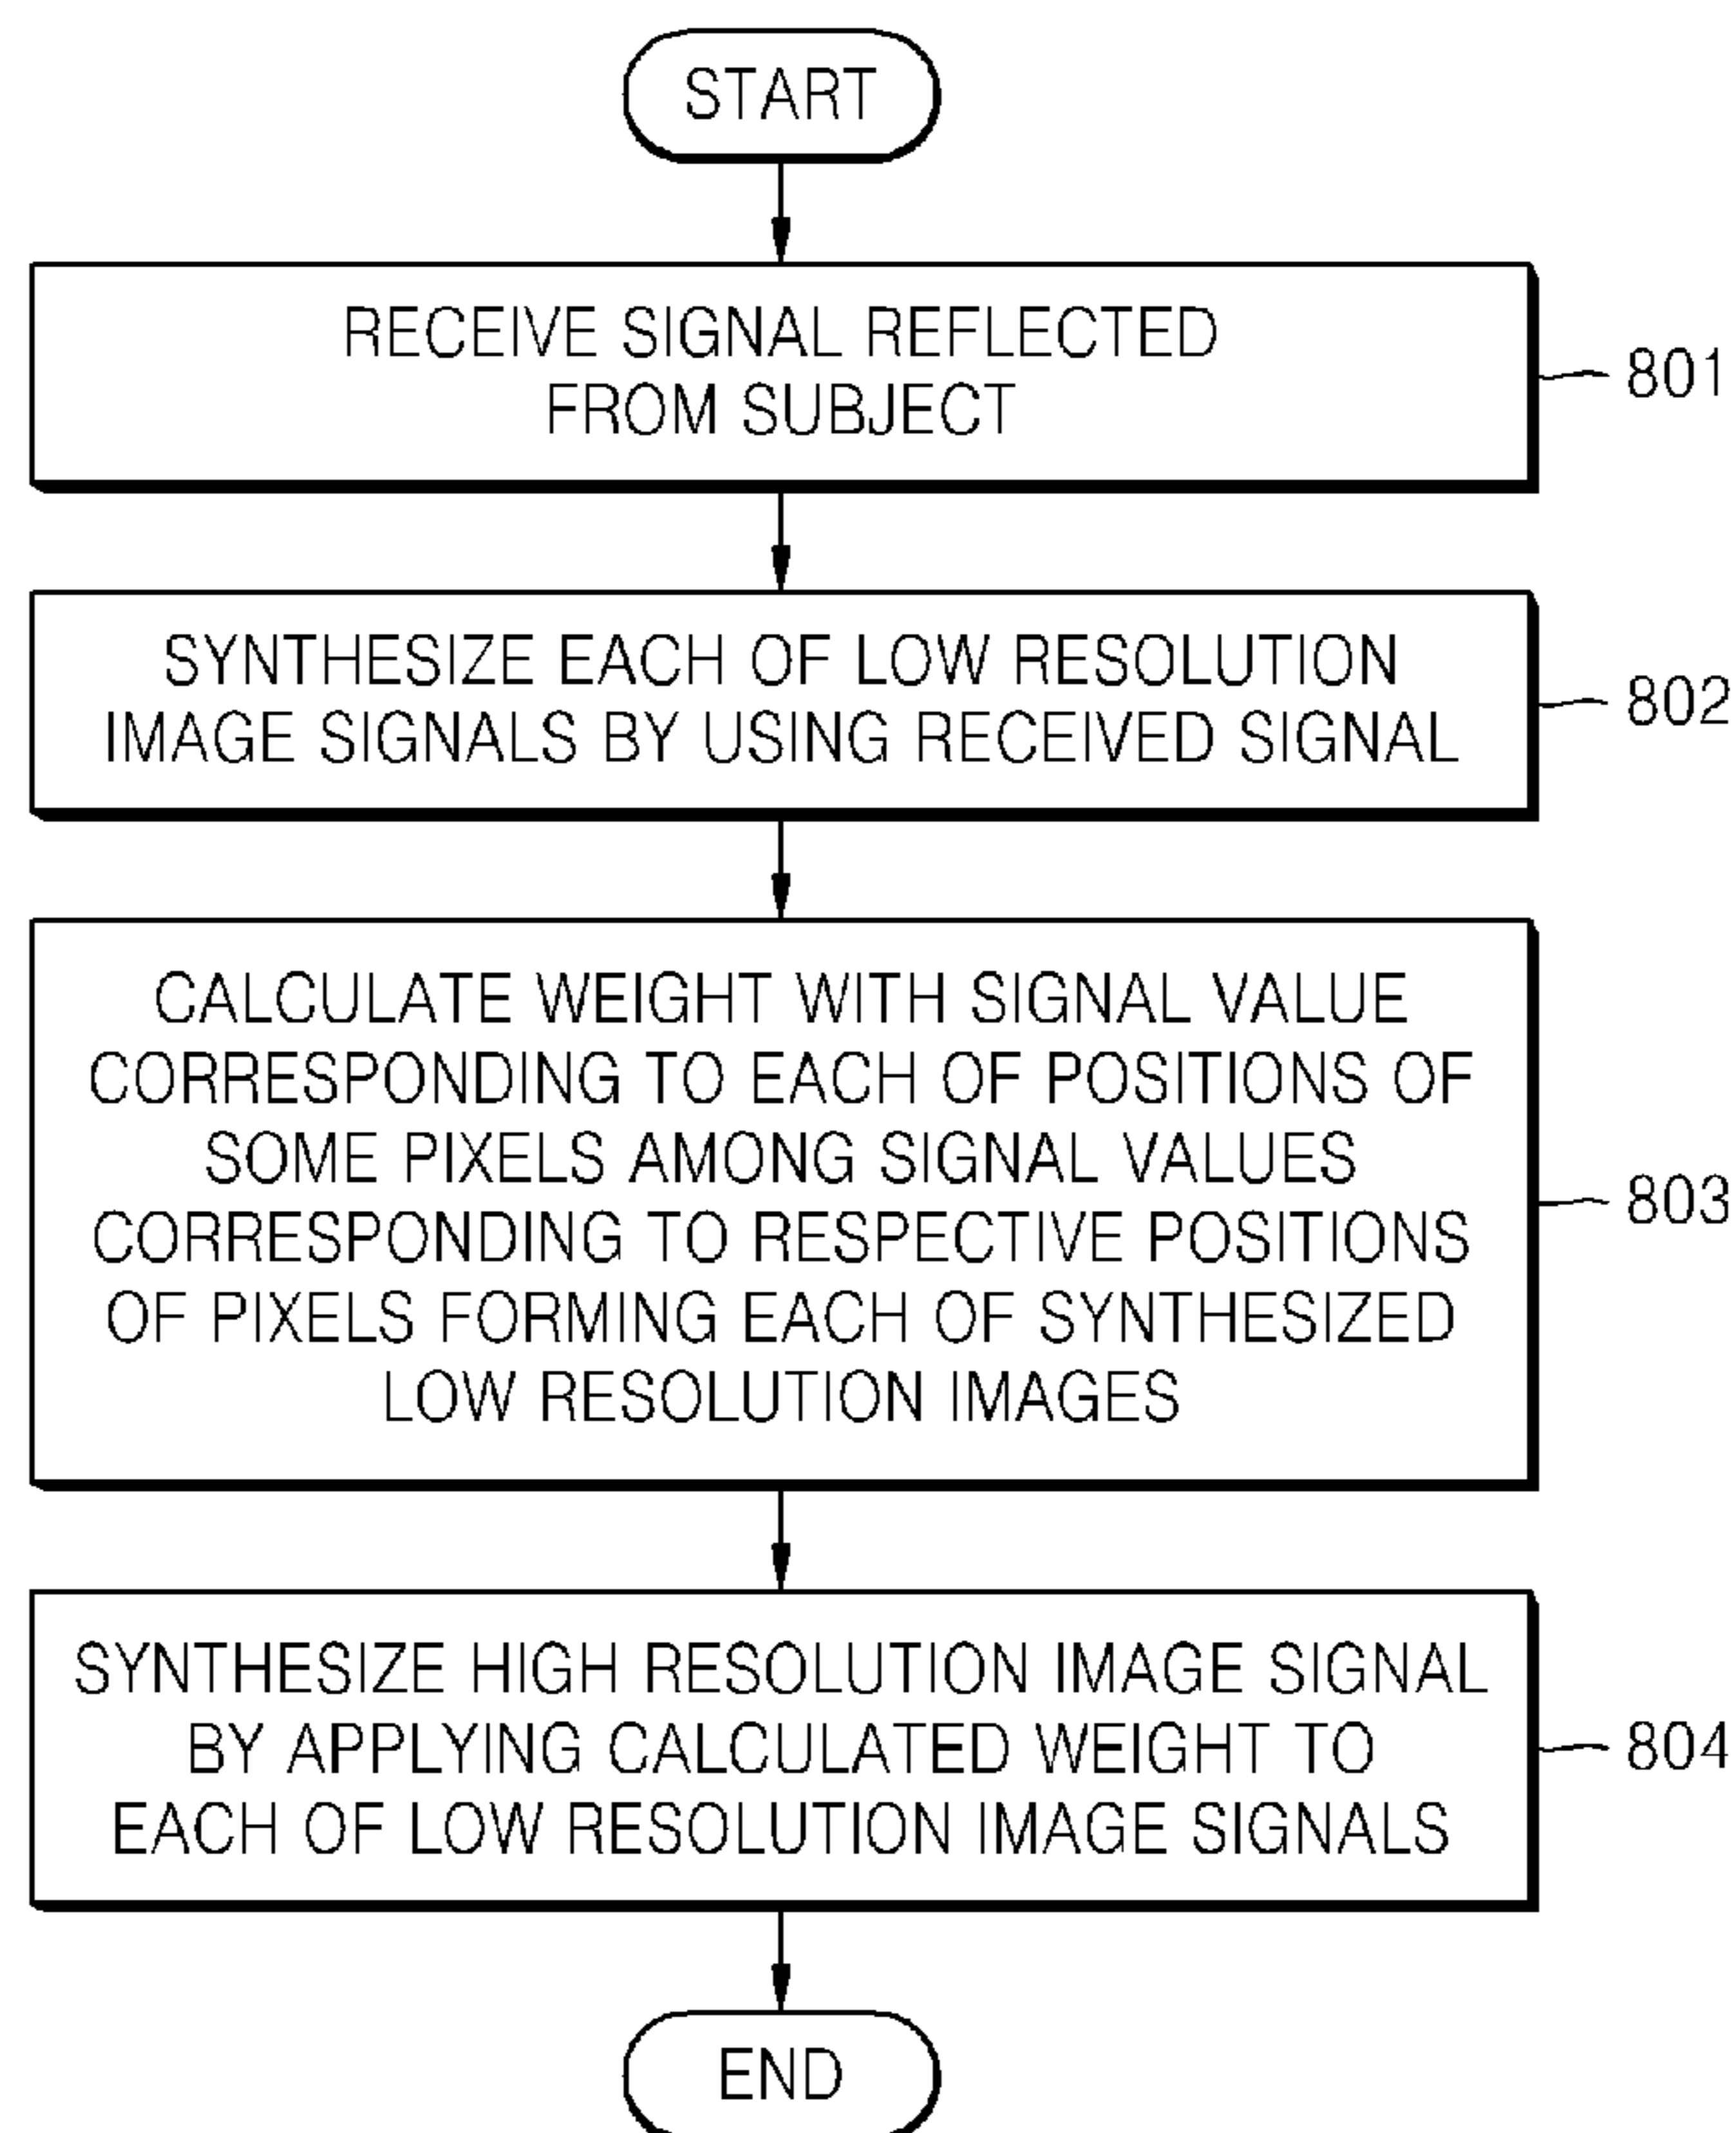 START
RECEIVE SIGNAL REFLECTED
FROM SUBJECT
801
SYNTHESIZE EACH OF LOW RESOLUTION
IMAGE SIGNALS BY USING RECEIVED SIGNAL
802
CALCULATE WEIGHT WITH SIGNAL VALUE
CORRESPONDING TO EACH OF POSITIONS OF
SOME PIXELS AMONG SIGNAL VALUES
CORRESPONDING TO RESPECTIVE POSITIONS
OF PIXELS FORMING EACH OF SYNTHESIZED
LOW RESOLUTION IMAGES
803
SYNTHESIZE HIGH RESOLUTION IMAGE SIGNAL
BY APPLYING CALCULATED WEIGHT TO
EACH OF LOW RESOLUTION IMAGE SIGNALS
804
END